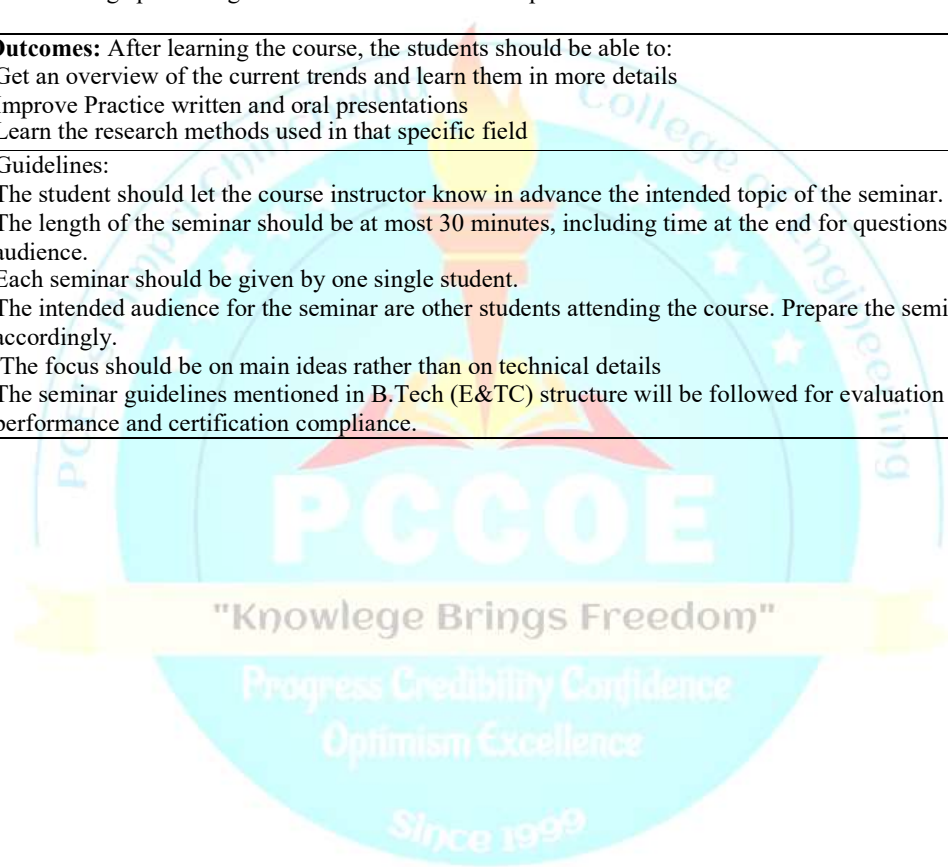 Outcomes: After learning the course, the students should be able to:
Get an overview of the current trends and learn them in more details
Improve Practice written and oral presentations
Learn the research methods used in that specific field
Guidelines:
The student should let the course instructor know in advance the intended topic of the seminar.
The length of the seminar should be at most 30 minutes, including time at the end for questions
audience.
Each seminar should be given by one single student.
The intended audience for the seminar are other students attending the course. Prepare the semi
accordingly.
The focus should be on main ideas rather than on technical details
The seminar guidelines mentioned in B.Tech (E&TC) structure will be followed for evaluation
performance and certification compliance.
College of Engineering
PCCOE
"Knowlege Brings Freedom"
Progress Credibility Confidence
Optimism Excellence
Since 1999